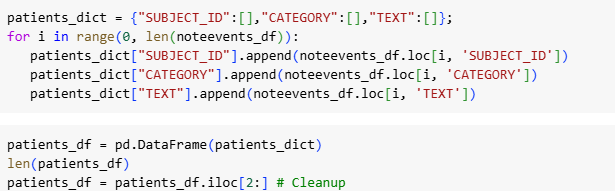 patients_dict = {"SUBJECT_ID":[],"CATEGORY":[],"TEXT":[]};
for i in range(0, len(noteevents_df)):
   patients_dict["SUBJECT_ID"].append(noteevents_df.loc[i, 'SUBJECT_ID'])
   patients_dict["CATEGORY"].append(noteevents_df.loc[i, 'CATEGORY'])
   patients_dict["TEXT"].append(noteevents_df.loc[i, 'TEXT'])
patients_df = pd.DataFrame(patients_dict)
len(patients_df)
patients_df = patients_df.iloc[2:] # Cleanup